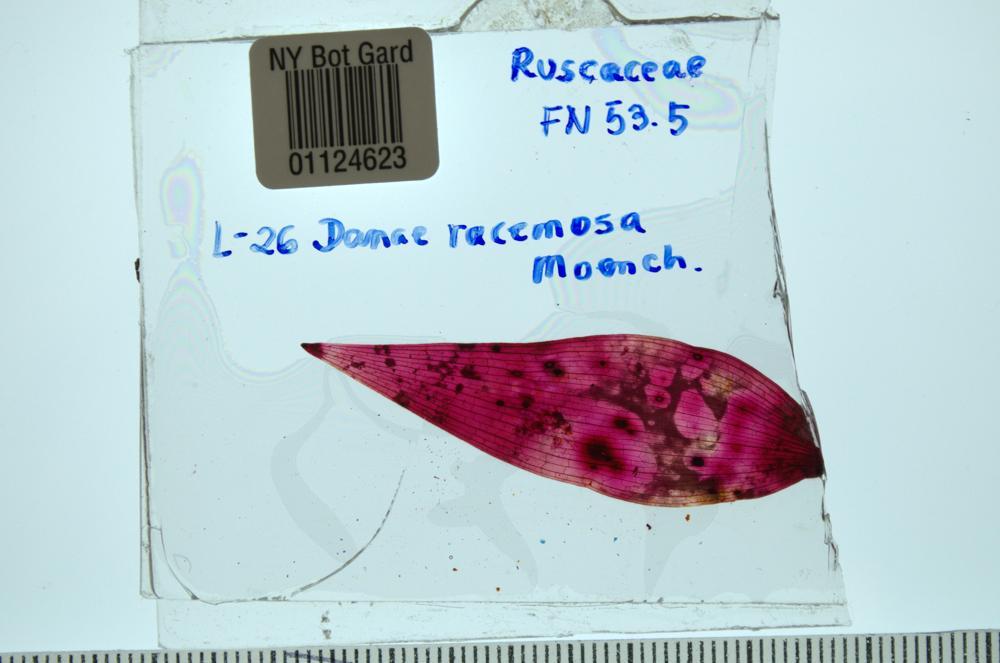 NY Bot Gard
01124623
Ruscaceae
FN 53.5
L-26 Danae racemosa
Moench.